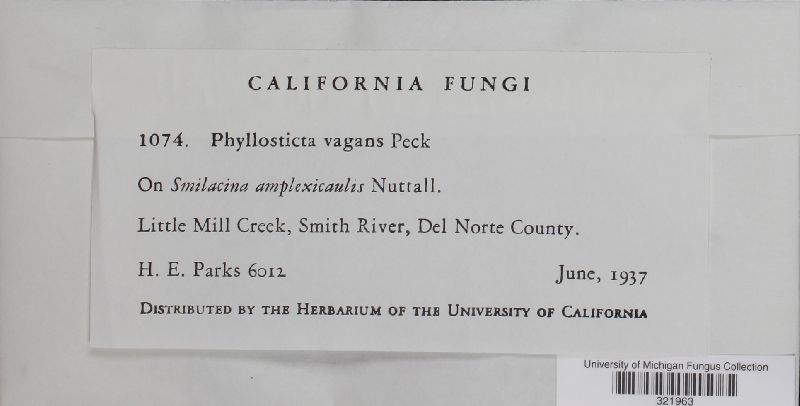 CALIFORNIA FUNGI
1074. Phyllosticta vagans Peck
On Smilacina amplexicaulis Nuttall.
Little Mill Creek, Smith River, Del Norte County.
H. E. Parks 6012 June, 1937
DISTRIBUTED BY THE HERBARIUM OF THE UNIVERSITY OF CALIFORNIA
University of Michigan Fungus Collection
321963